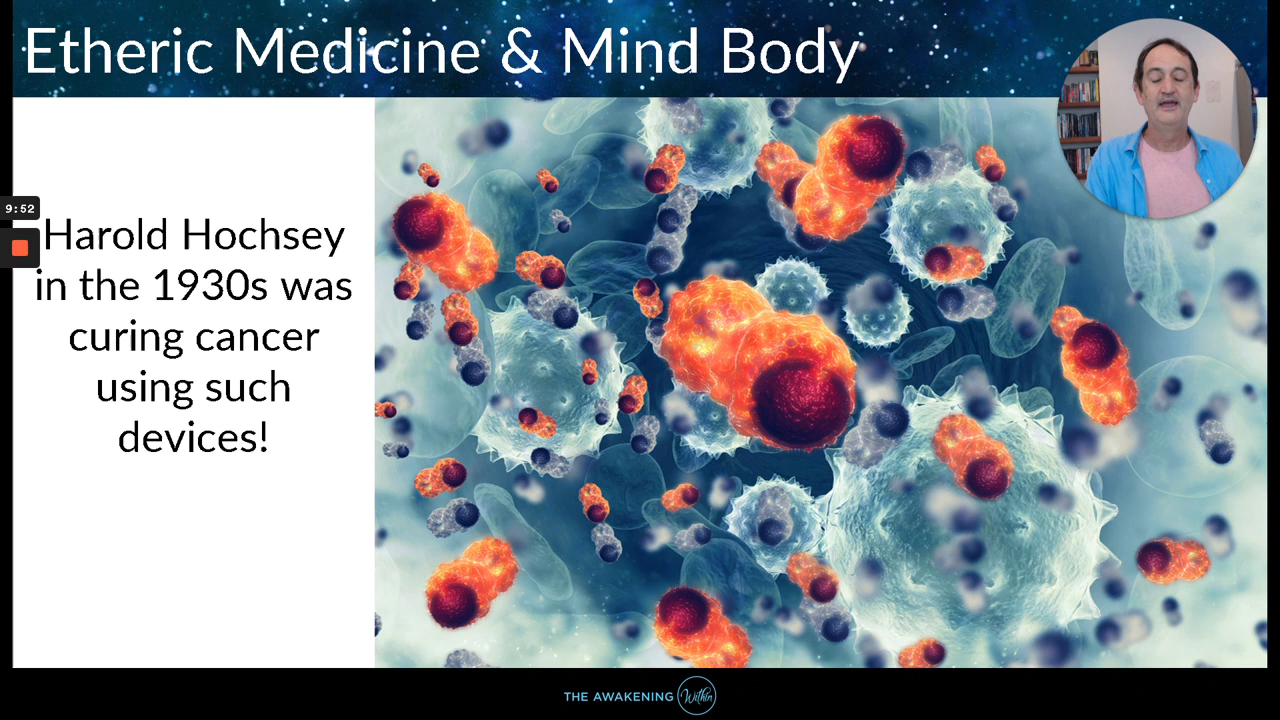 Etheric Medicine & Mind Body
9:52
Harold Hochsey
in the 1930s was
curing cancer
using such
devices!
THE AWAKENING Within